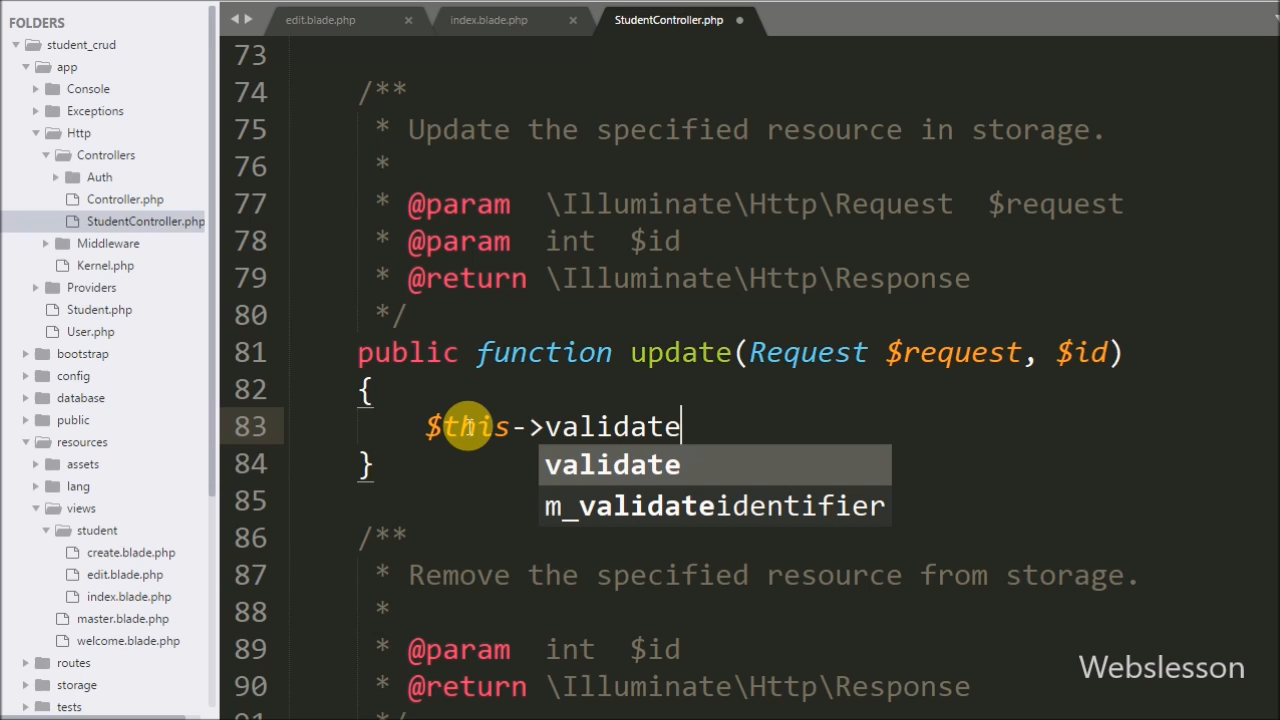 FOLDERS
student_crud
app
Console
Exceptions
Http
Controllers
Auth
Controller.php
StudentController.php
Middleware
Kernel.php
Providers
Student.php
User.php
bootstrap
config
database
public
resources
assets
lang
views
student
create.blade.php
edit.blade.php
index.blade.php
master.blade.php
welcome.blade.php
routes
storage
tests
edit.blade.php × index.blade.php × StudentController.php
73
74 /**
75 * Update the specified resource in storage.
76 *
77 * @param \Illuminate\Http\Request $request
78 * @param int $id
79 * @return \Illuminate\Http\Response
80 */
81 public function update(Request $request, $id)
82 {
83 $this->validate
validate
84 }
m_validateidentifier
85
86 /**
87 * Remove the specified resource from storage.
88 *
89 * @param int $id
90 * @return \Illuminate\Http\Response
91 */
Webslesson